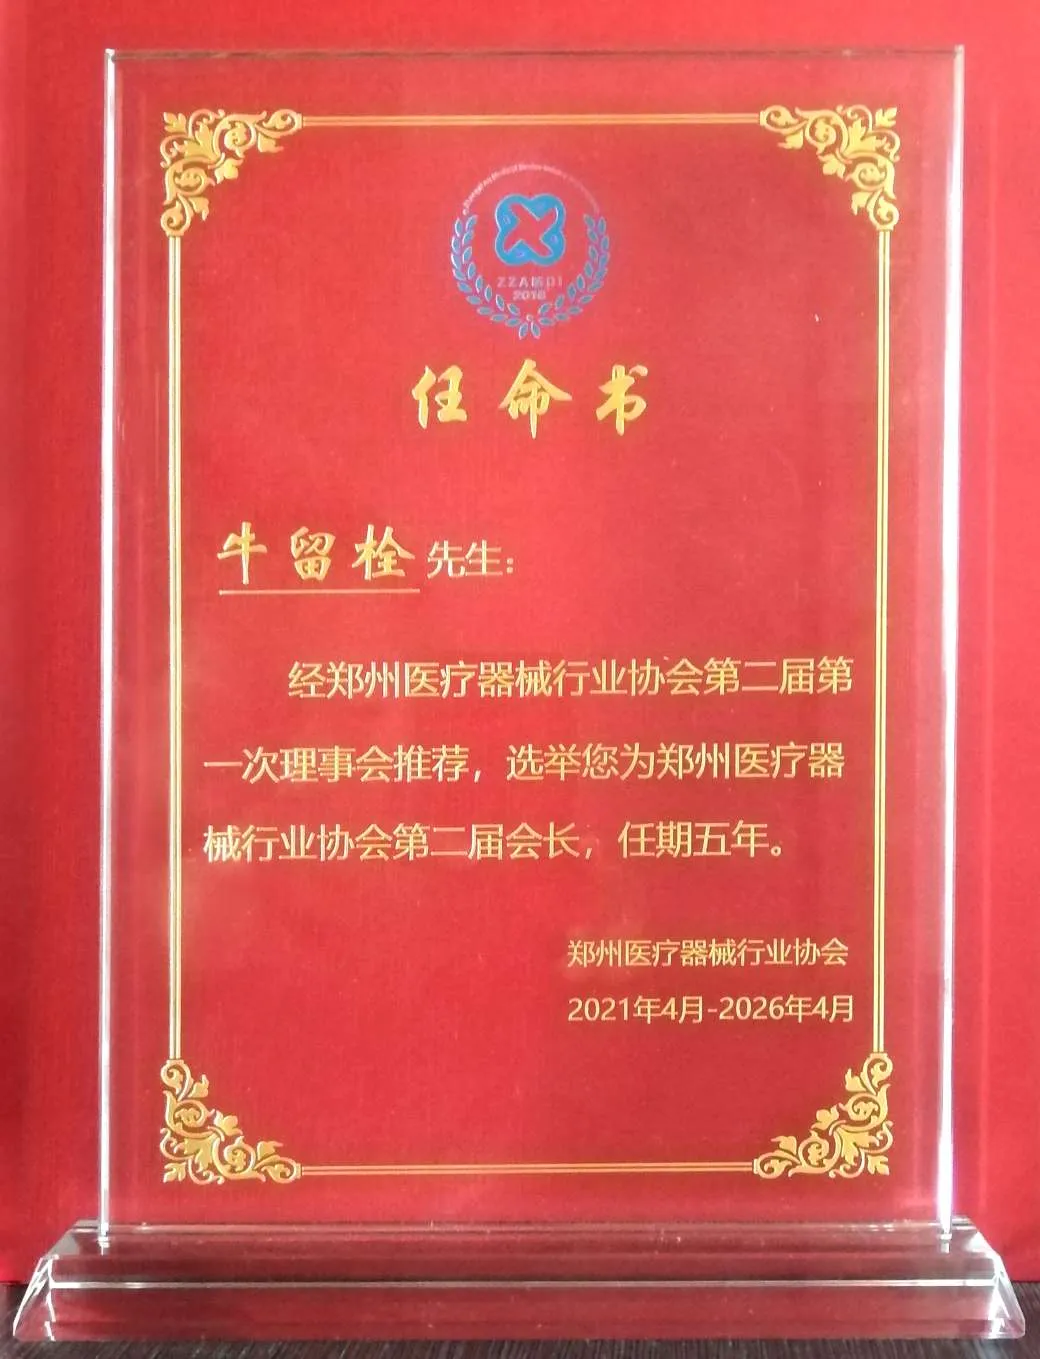 任命书
牛留栓先生：
经郑州医疗器械行业协会第二届第
一次理事会推荐，选举您为郑州医疗器
械行业协会第二届会长，任期五年。
郑州医疗器械行业协会
2021年4月-2026年4月